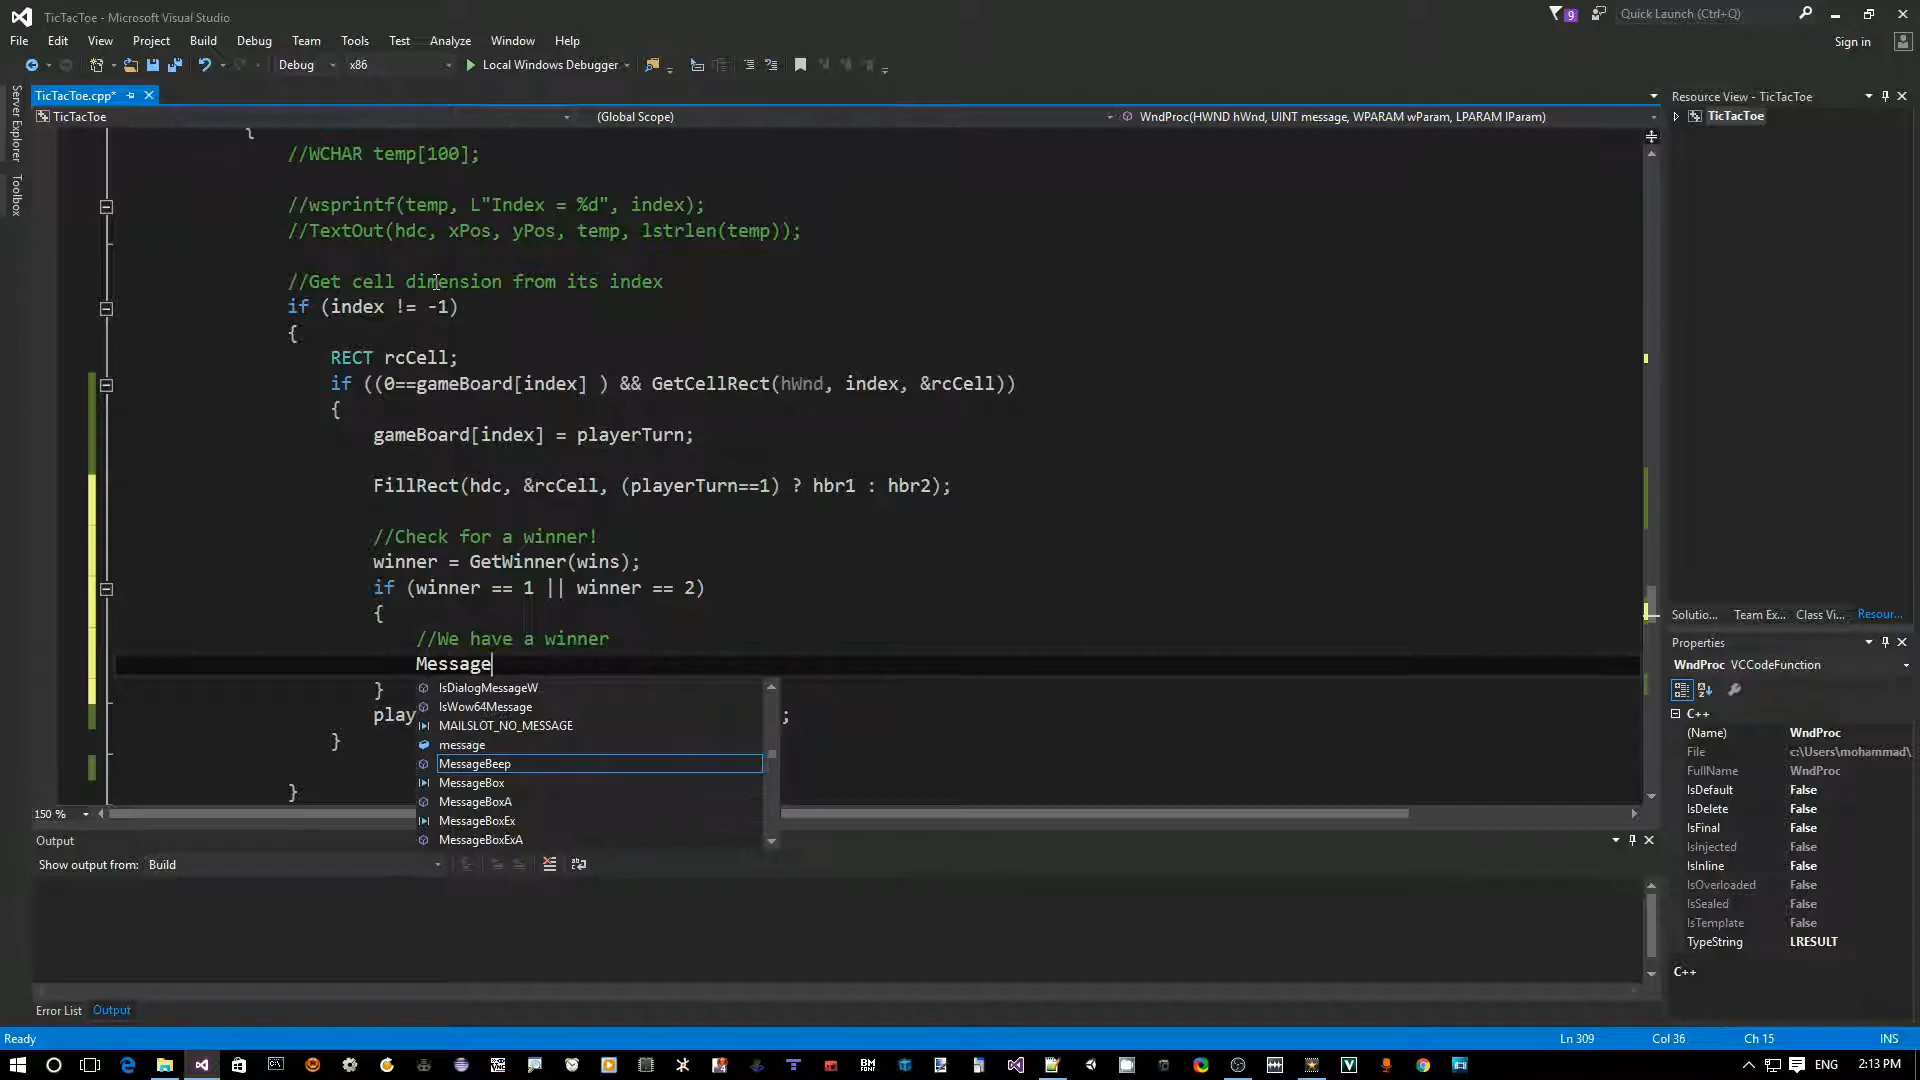 TicTacToe - Microsoft Visual Studio
9
Quick Launch (Ctrl+Q)
File Edit View Project Build Debug Team Tools Test Analyze Window Help
Sign in
Debug x86 Local Windows Debugger
Server Explorer
Toolbox
TicTacToe.cpp*
TicTacToe (Global Scope) WndProc(HWND hWnd, UINT message, WPARAM wParam, LPARAM lParam)
{
//WCHAR temp[100];
//wsprintf(temp, L"Index = %d", index);
//TextOut(hdc, xPos, yPos, temp, lstrlen(temp));
//Get cell dimension from its index
if (index != -1)
{
RECT rcCell;
if ((0==gameBoard[index] ) && GetCellRect(hWnd, index, &rcCell))
{
gameBoard[index] = playerTurn;
FillRect(hdc, &rcCell, (playerTurn==1) ? hbr1 : hbr2);
//Check for a winner!
winner = GetWinner(wins);
if (winner == 1 || winner == 2)
{
//We have a winner
Message
}
play ;
}
}
IsDialogMessageW
IsWow64Message
MAILSLOT_NO_MESSAGE
message
MessageBeep
MessageBox
MessageBoxA
MessageBoxEx
MessageBoxExA
150 %
Output
Show output from: Build
Error List Output
Resource View - TicTacToe
TicTacToe
Solutio... Team Ex... Class Vi... Resour...
Properties
WndProc VCCodeFunction
C++
(Name) WndProc
File c:\Users\mohammad\
FullName WndProc
IsDefault False
IsDelete False
IsFinal False
IsInjected False
IsInline False
IsOverloaded False
IsSealed False
IsTemplate False
TypeString LRESULT
C++
Ready Ln 309 Col 36 Ch 15 INS
ENG 2:13 PM